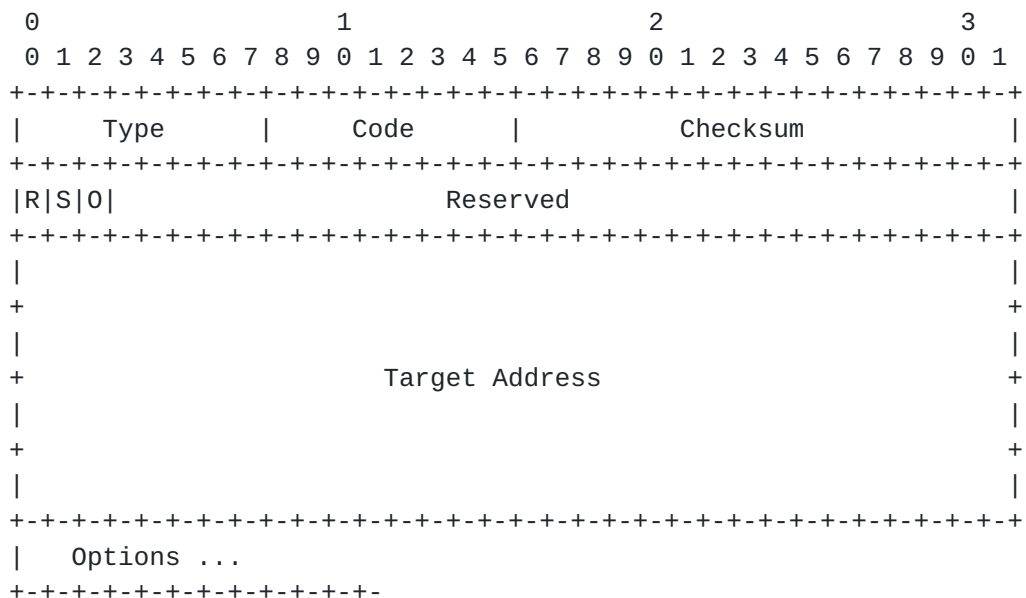 0                   1                   2                   3
 0 1 2 3 4 5 6 7 8 9 0 1 2 3 4 5 6 7 8 9 0 1 2 3 4 5 6 7 8 9 0 1
+-+-+-+-+-+-+-+-+-+-+-+-+-+-+-+-+-+-+-+-+-+-+-+-+-+-+-+-+-+-+-+-+
|     Type      |     Code      |          Checksum             |
+-+-+-+-+-+-+-+-+-+-+-+-+-+-+-+-+-+-+-+-+-+-+-+-+-+-+-+-+-+-+-+-+
|R|S|O|                     Reserved                            |
+-+-+-+-+-+-+-+-+-+-+-+-+-+-+-+-+-+-+-+-+-+-+-+-+-+-+-+-+-+-+-+-+
|                                                               |
+                                                               +
|                                                               |
+                       Target Address                          +
|                                                               |
+                                                               +
|                                                               |
+-+-+-+-+-+-+-+-+-+-+-+-+-+-+-+-+-+-+-+-+-+-+-+-+-+-+-+-+-+-+-+-+
|   Options ...
+-+-+-+-+-+-+-+-+-+-+-+-